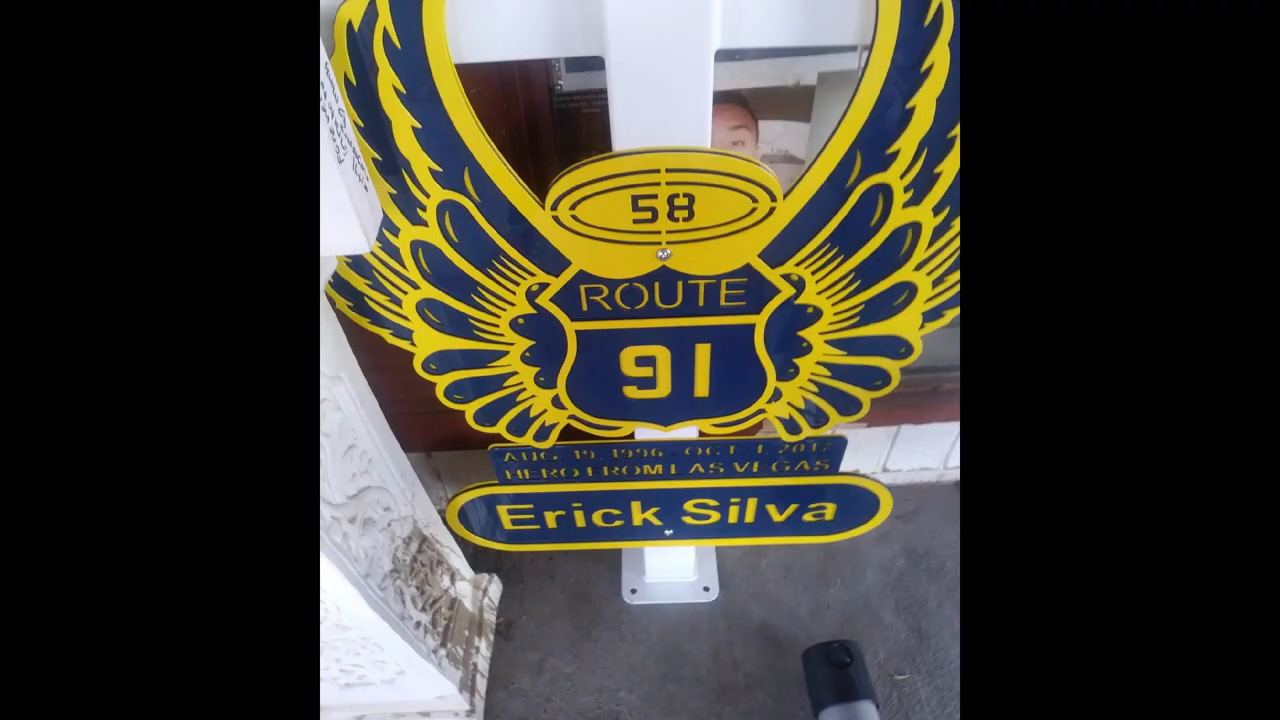 58
ROUTE
91
AUG. 19. 1996 - OCT. 1. 2017
HERO FROM LAS VEGAS
Erick Silva